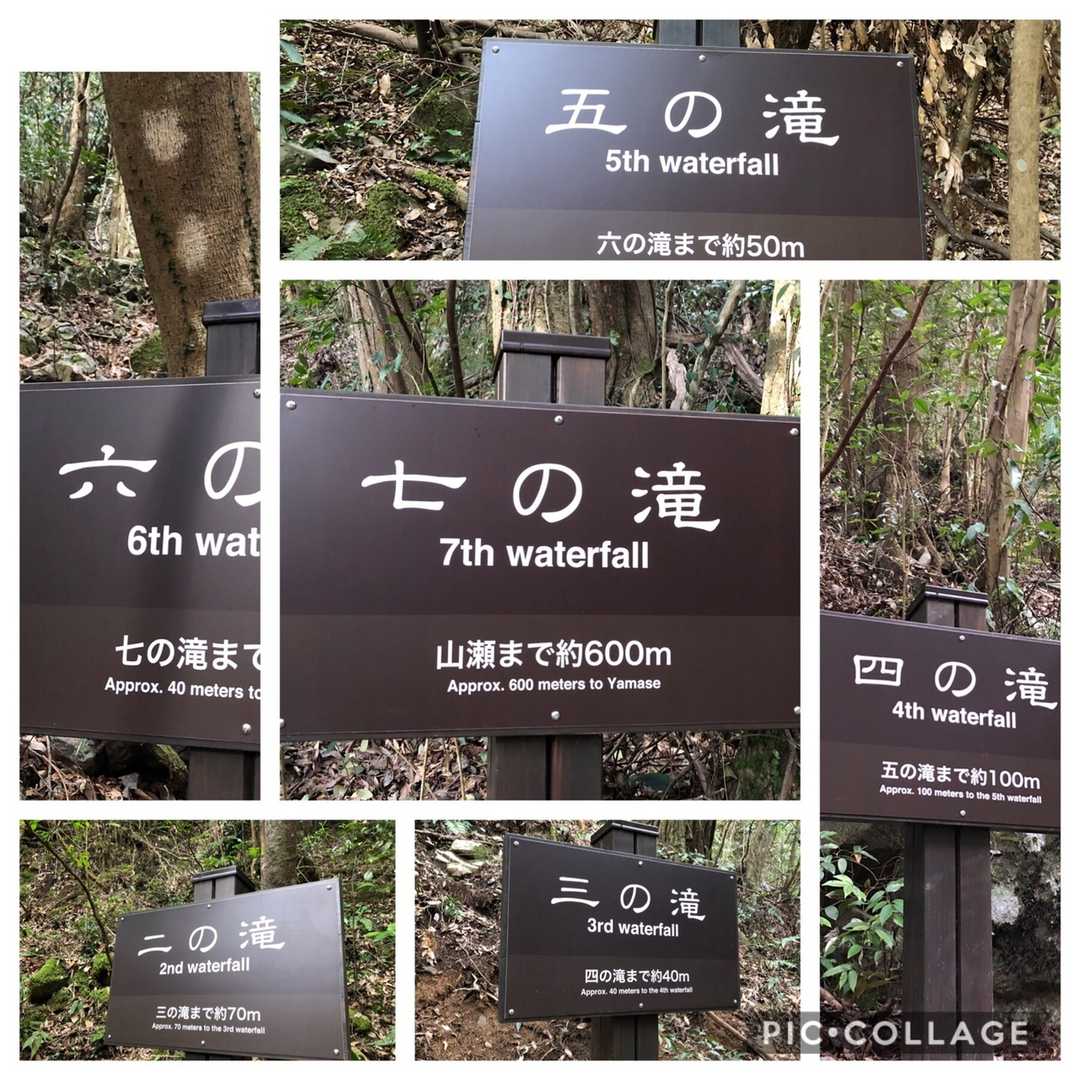 五の滝
5th waterfall
六の滝まで約50m
六の
6th wat
七の滝まで
Approx. 40 meters to
七の滝
7th waterfall
山瀬まで約600m
Approx. 600 meters to Yamase
四の滝
4th waterfall
五の滝まで約100m
Approx. 100 meters to the 5th waterfall
二の滝
2nd waterfall
三の滝まで約70m
Approx. 70 meters to the 3rd waterfall
三の滝
3rd waterfall
四の滝まで約40m
Approx. 40 meters to the 4th waterfall
PIC•COLLAGE